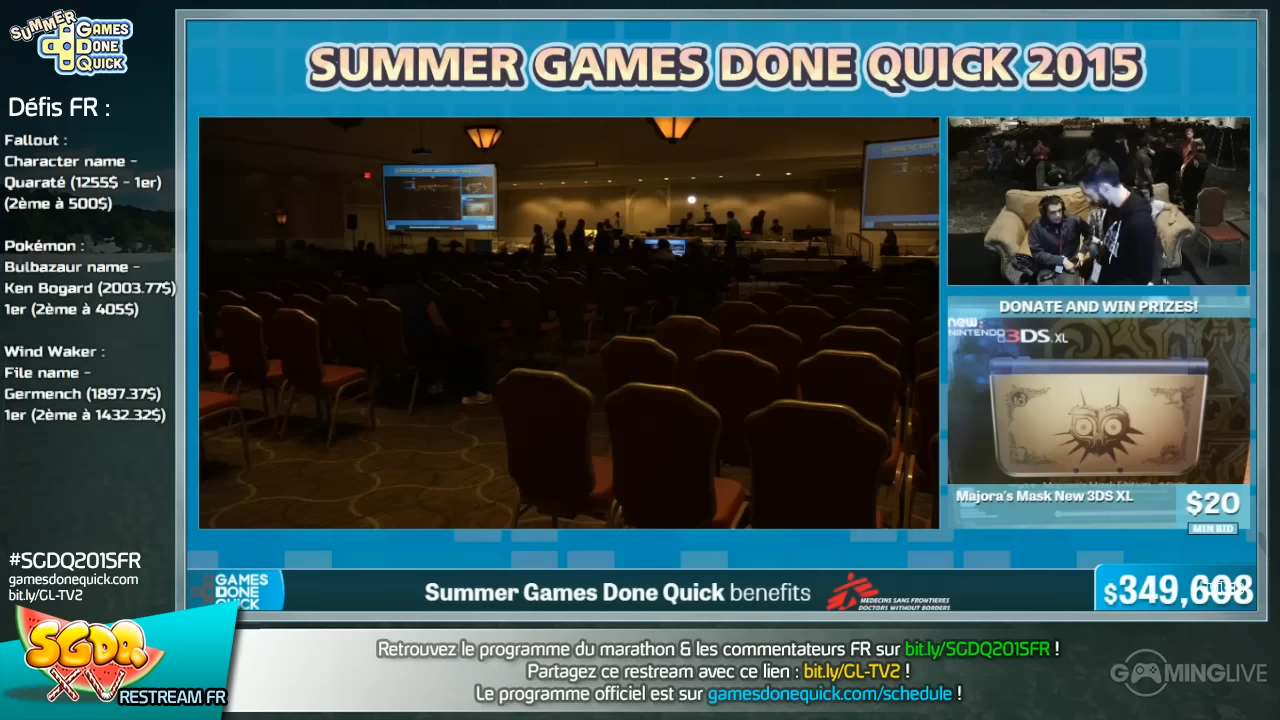 SUMMER
GAMES
DONE
QUICK
Défis FR :
Fallout :
Character name -
Quaraté (1255$ - 1er)
(2ème à 500$)
Pokémon :
Bulbazaur name -
Ken Bogard (2003.77$)
1er (2ème à 405$)
Wind Waker :
File name -
Germench (1897.37$)
1er (2ème à 1432.32$)
#SGDQ2015FR
gamesdonequick.com
bit.ly/GL-TV2
SGDQ
XV
RESTREAM FR
SUMMER GAMES DONE QUICK 2015
DONATE AND WIN PRIZES!
new
NINTENDO 3DS XL
Majora's Mask New 3DS XL
$20
MIN BID
GAMES
DONE
QUICK
Summer Games Done Quick benefits
MEDECINS SANS FRONTIERES
DOCTORS WITHOUT BORDERS
$349,608
Retrouvez le programme du marathon & les commentateurs FR sur bit.ly/SGDQ2015FR !
Partagez ce restream avec ce lien : bit.ly/GL-TV2 !
Le programme officiel est sur gamesdonequick.com/schedule !
GAMINGLIVE